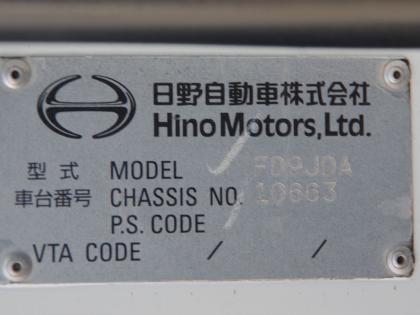 日野自動車株式会社
Hino Motors, Ltd.
型式 MODEL FD9JDA
車台番号 CHASSIS NO. 10663
P.S. CODE
VTA CODE / /